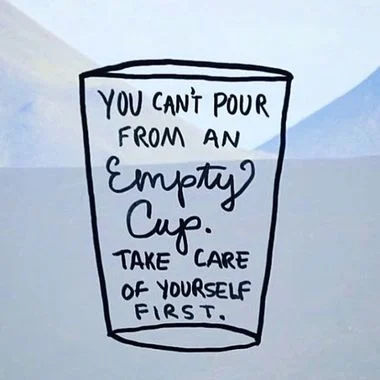 YOU CAN'T POUR
FROM AN
Empty
Cup.
TAKE CARE
OF YOURSELF
FIRST.